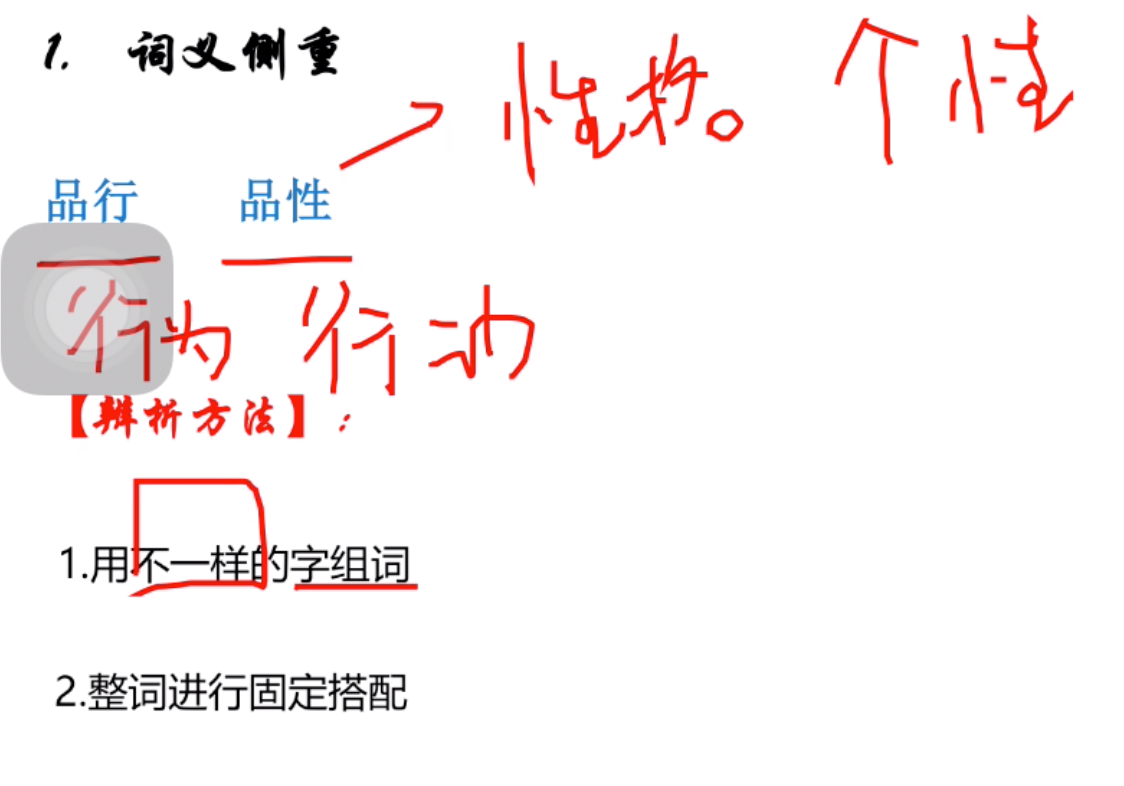 1. 词义侧重
性格。 个性
品行 品性
行为 行动
【辨析方法】：
1.用不一样的字组词
2.整词进行固定搭配